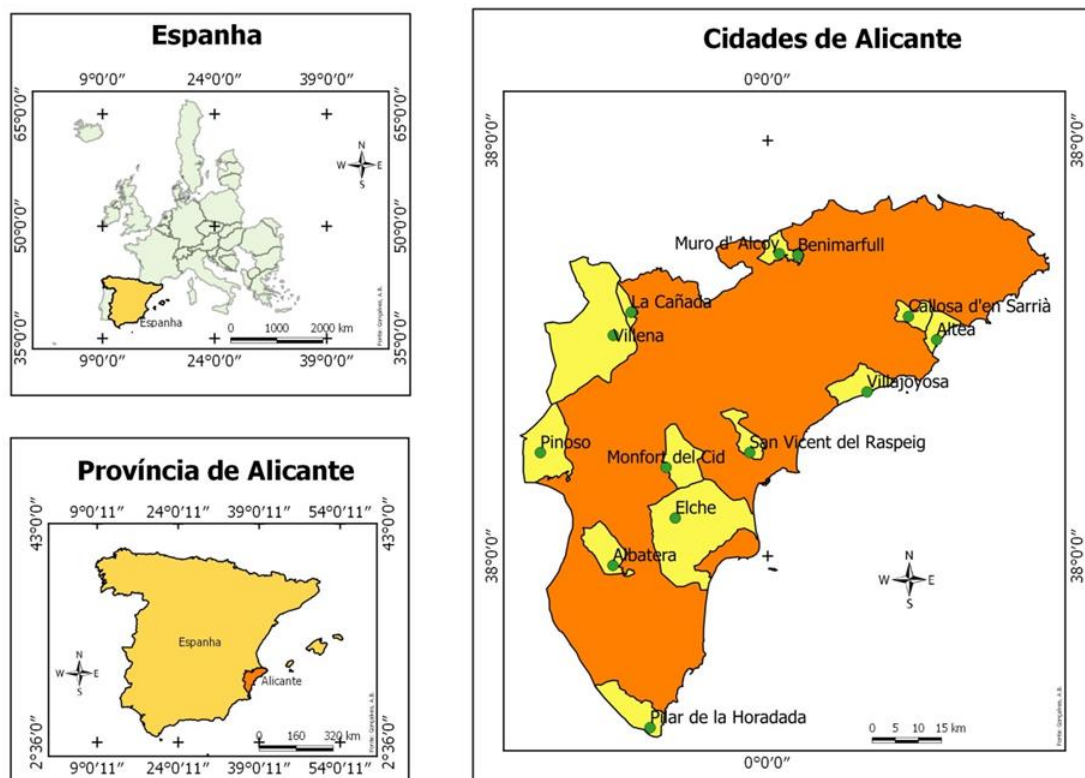 Espanha
9°0'0" 24°0'0" 39°0'0"
65°0'0" 65°0'0"
N
W E
S
50°0'0" 50°0'0"
Espanha
0 1000 2000 km
35°0'0" 35°0'0"
9°0'0" 24°0'0" 39°0'0"
Fonte: Gonçalves, A.B.
Província de Alicante
9°0'11" 24°0'11" 39°0'11" 54°0'11"
43°0'0" 43°0'0"
Espanha
N
W E
S
Alicante
0 160 320 km
2°36'0" 2°36'0"
9°0'11" 24°0'11" 39°0'11" 54°0'11"
Fonte: Gonçalves, A.B.
Cidades de Alicante
0°0'0"
38°0'0" 38°0'0"
Muro d' Alcoy Benimarfull
La Cañada
Callosa d'en Sarrià
Villena
Altea
Villajoyosa
Pinoso
San Vicent del Raspeig
Monfort del Cid
Elche
Albatera
38°0'0" 38°0'0"
N
W E
S
Pilar de la Horadada
0 5 10 15 km
0°0'0"
Fonte: Gonçalves, A.B.